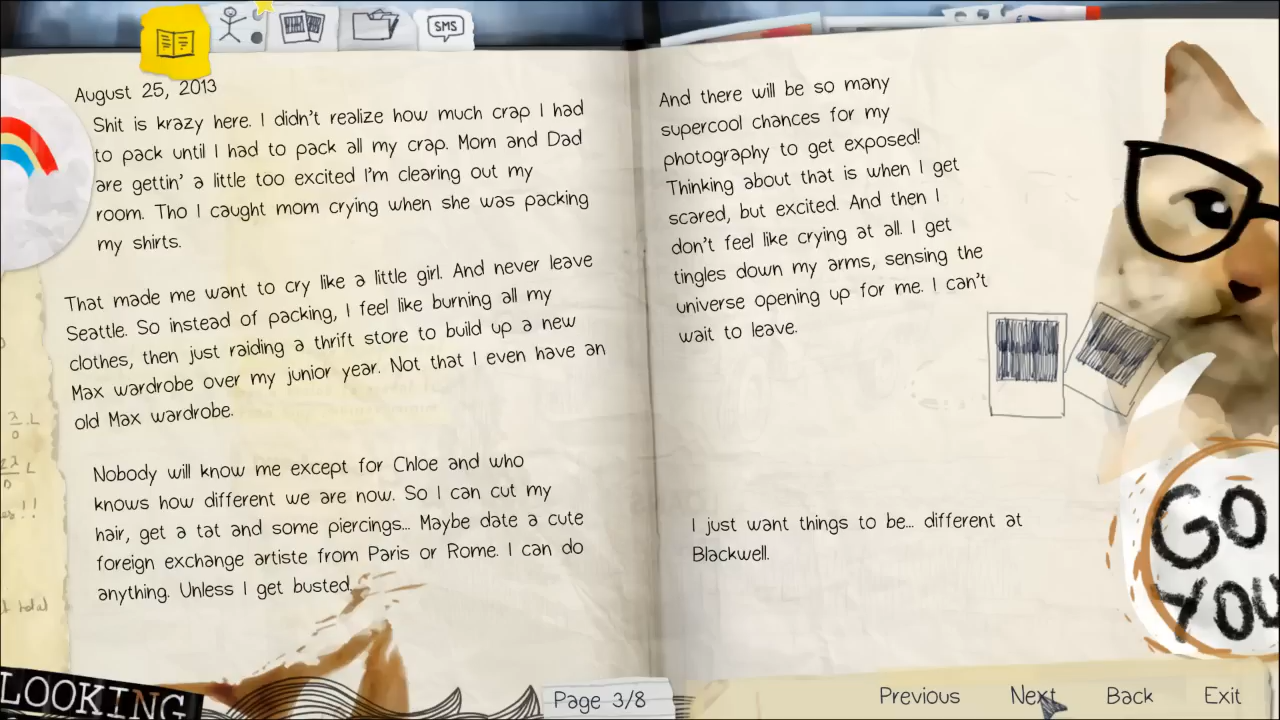 SMS
August 25, 2013
Shit is krazy here. I didn't realize how much crap I had
to pack until I had to pack all my crap. Mom and Dad
are gettin' a little too excited I'm clearing out my
room. Tho I caught mom crying when she was packing
my shirts.
That made me want to cry like a little girl. And never leave
Seattle. So instead of packing, I feel like burning all my
clothes, then just raiding a thrift store to build up a new
Max wardrobe over my junior year. Not that I even have an
old Max wardrobe.
Nobody will know me except for Chloe and who
knows how different we are now. So I can cut my
hair, get a tat and some piercings... Maybe date a cute
foreign exchange artiste from Paris or Rome. I can do
anything. Unless I get busted.
And there will be so many
supercool chances for my
photography to get exposed!
Thinking about that is when I get
scared, but excited. And then I
don't feel like crying at all. I get
tingles down my arms, sensing the
universe opening up for me. I can't
wait to leave.
I just want things to be... different at
Blackwell.
GO
YOU
LOOKING
Page 3/8
Previous Next Back Exit